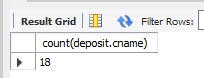 Result Grid Filter Rows:
count(deposit.cname)
18